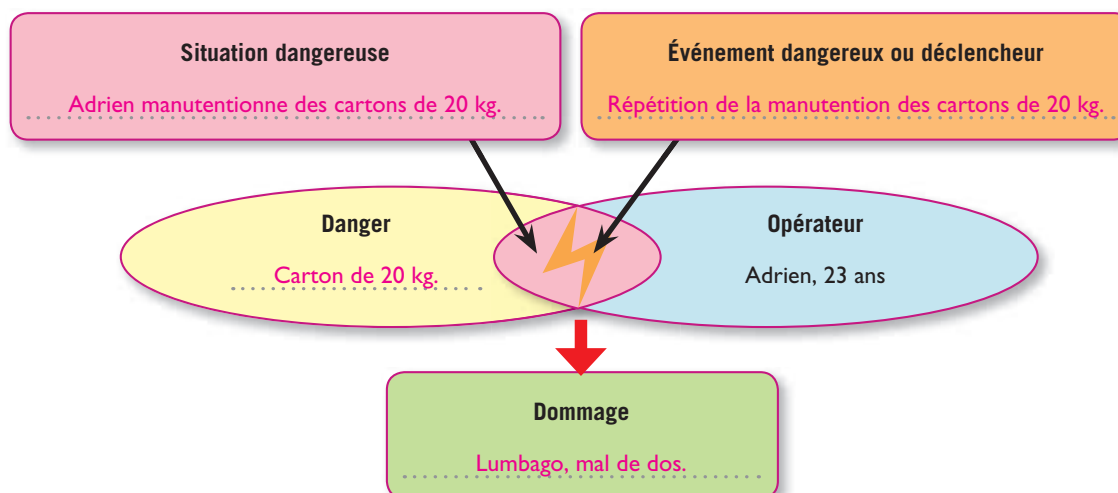 Situation dangereuse
Adrien manutentionne des cartons de 20 kg.
Événement dangereux ou déclencheur
Répétition de la manutention des cartons de 20 kg.
Danger
Carton de 20 kg.
Opérateur
Adrien, 23 ans
Dommage
Lumbago, mal de dos.